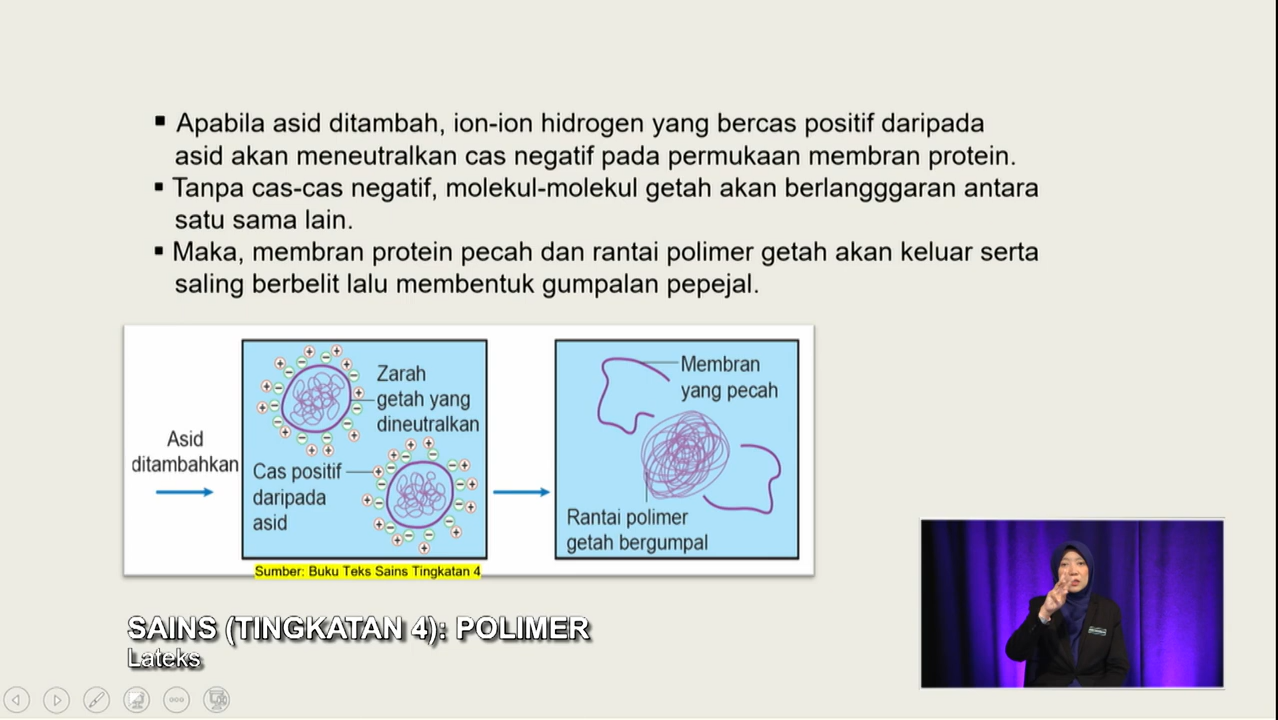 ▪ Apabila asid ditambah, ion-ion hidrogen yang bercas positif daripada
asid akan meneutralkan cas negatif pada permukaan membran protein.
▪ Tanpa cas-cas negatif, molekul-molekul getah akan berlangggaran antara
satu sama lain.
▪ Maka, membran protein pecah dan rantai polimer getah akan keluar serta
saling berbelit lalu membentuk gumpalan pepejal.
Asid
ditambahkan
Zarah
getah yang
dineutralkan
Cas positif
daripada
asid
Membran
yang pecah
Rantai polimer
getah bergumpal
Sumber: Buku Teks Sains Tingkatan 4
SAINS (TINGKATAN 4): POLIMER
Lateks